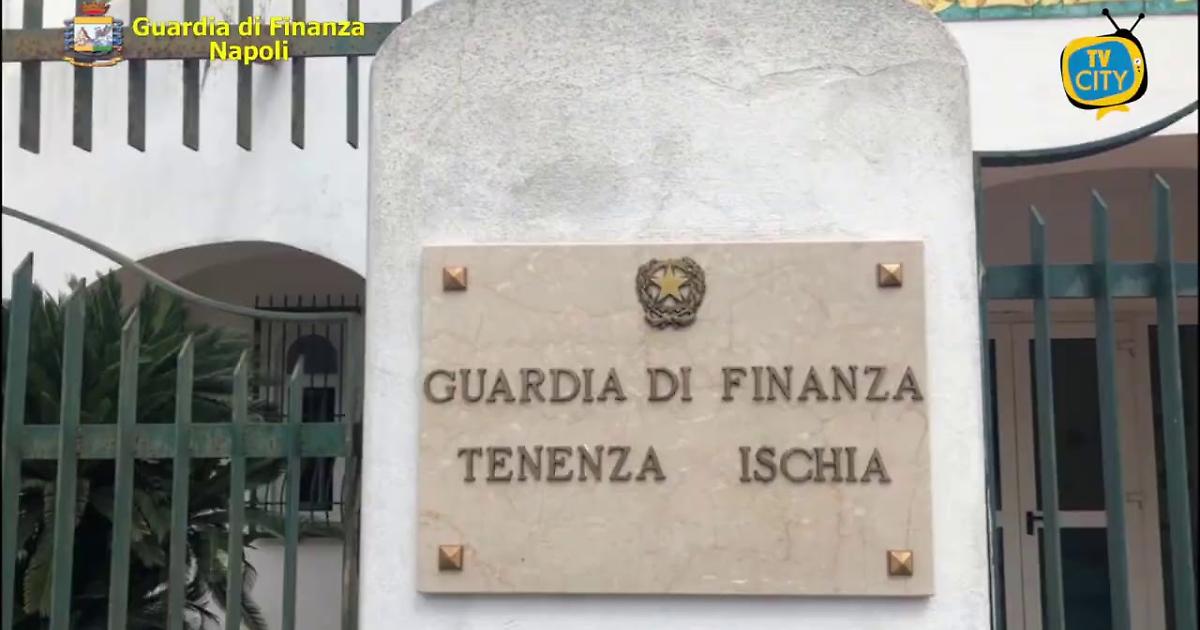 Guardia di Finanza
Napoli
TV
CITY
GUARDIA DI FINANZA
TENENZA ISCHIA